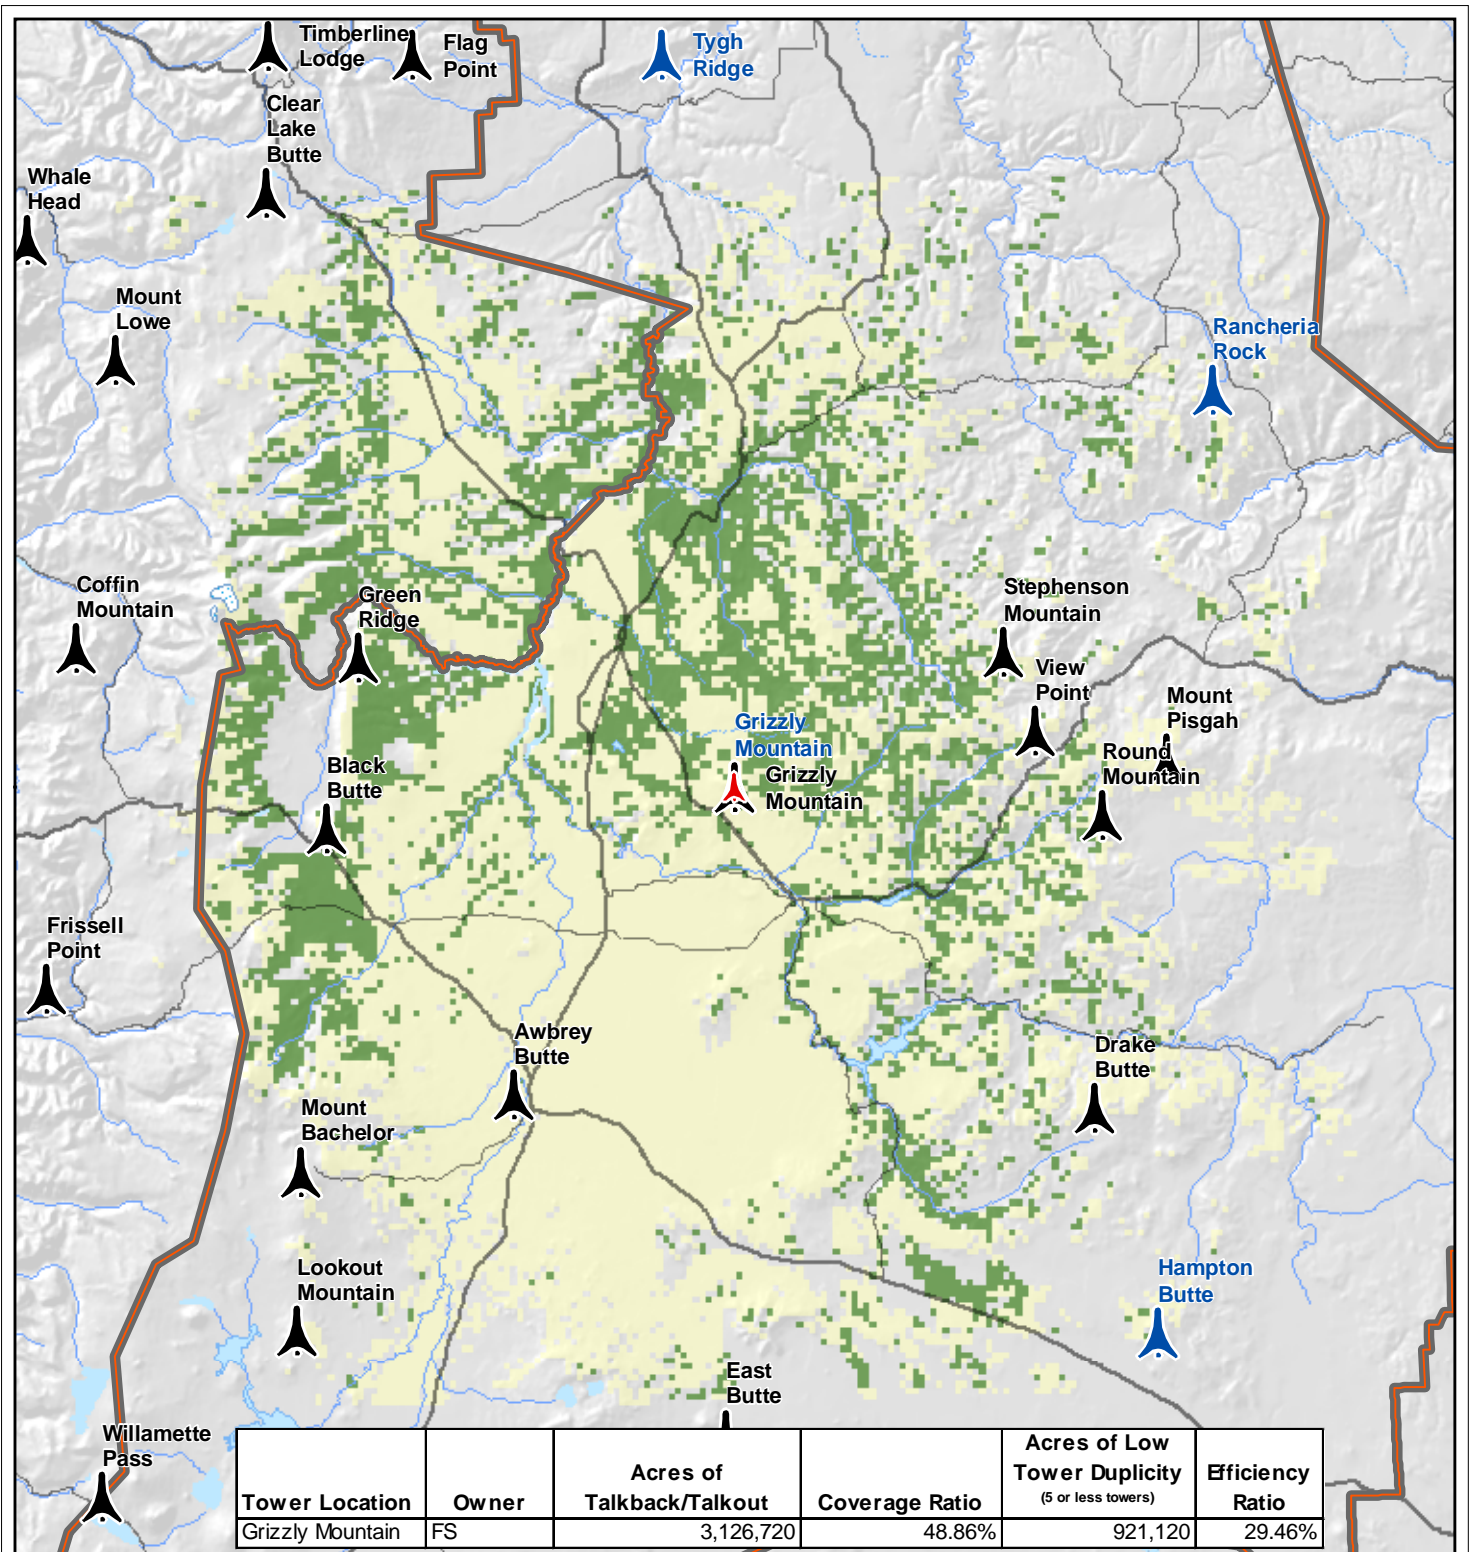 Timberline
Lodge
Flag
Point
Tygh
Ridge
Clear
Lake
Butte
Whale
Head
Mount
Lowe
Rancheria
Rock
Coffin
Mountain
Green
Ridge
Stephenson
Mountain
View
Point
Mount
Pisgah
Grizzly
Mountain
Round
Mountain
Black
Butte
Grizzly
Mountain
Frissell
Point
Awbrey
Butte
Drake
Butte
Mount
Bachelor
Lookout
Mountain
Hampton
Butte
East
Butte
Willamette
Pass
Tower Location Owner Acres of Talkback/Talkout Coverage Ratio Acres of Low Tower Duplicity (5 or less towers) Efficiency Ratio
Grizzly Mountain FS 3,126,720 48.86% 921,120 29.46%